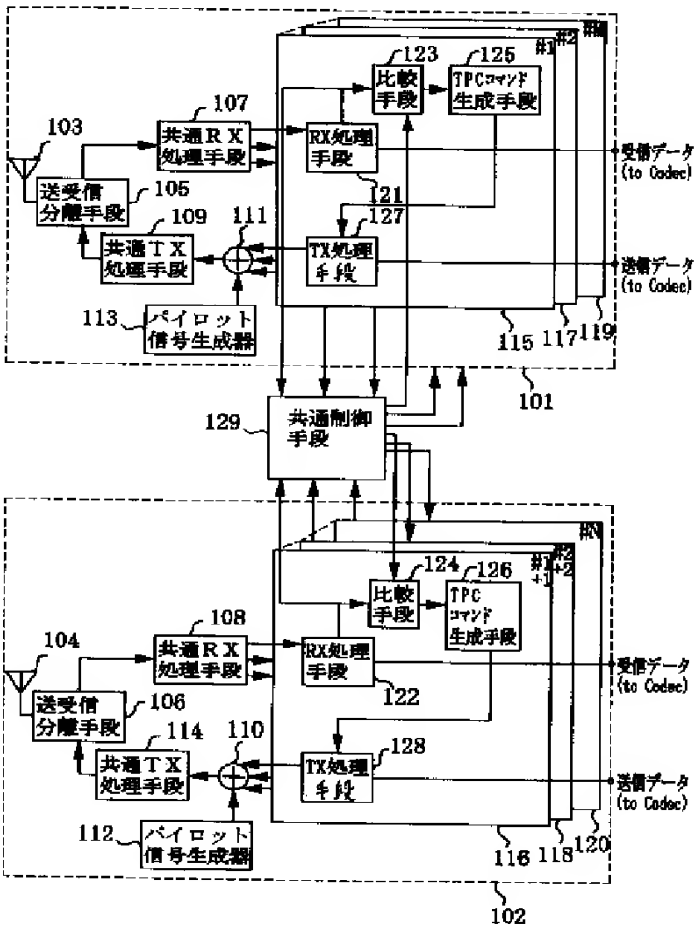 #M
#2
#1
123
125
比較
手段
TPCコマンド
生成手段
107
103
共通RX
処理手段
RX処理
手段
受信データ
(to Codec)
105
121
送受信
分離手段
109
111
127
共通TX
処理手段
TX処理
手段
送信データ
(to Codec)
113
パイロット
信号生成器
115
117
119
101
129
共通制御
手段
#N
#2
+2
#1
+1
124
126
比較
手段
TPC
コマンド
生成手段
108
104
共通RX
処理手段
RX処理
手段
受信データ
(to Codec)
106
122
送受信
分離手段
114
110
128
共通TX
処理手段
TX処理
手段
送信データ
(to Codec)
112
パイロット
信号生成器
116
118
120
102